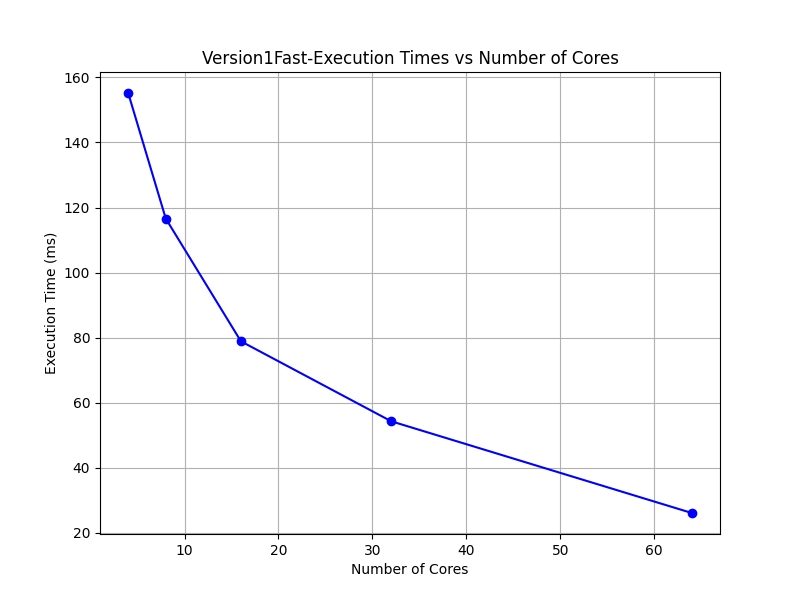 Version1Fast-Execution Times vs Number of Cores
160
140
120
100
80
60
40
20
Execution Time (ms)
10 20 30 40 50 60
Number of Cores